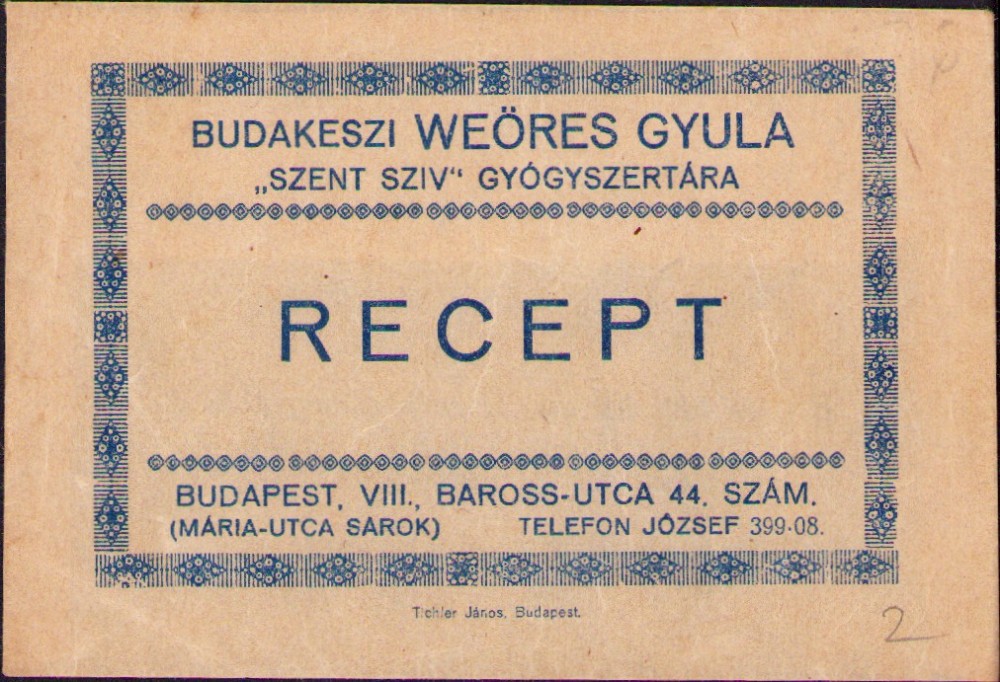 BUDAKESZI WEÖRES GYULA
„SZENT SZIV“ GYÓGYSZERTÁRA
RECEPT
BUDAPEST, VIII., BAROSS-UTCA 44. SZÁM.
(MÁRIA-UTCA SAROK) TELEFON JÓZSEF 399-08.
Tichler János, Budapest.
2